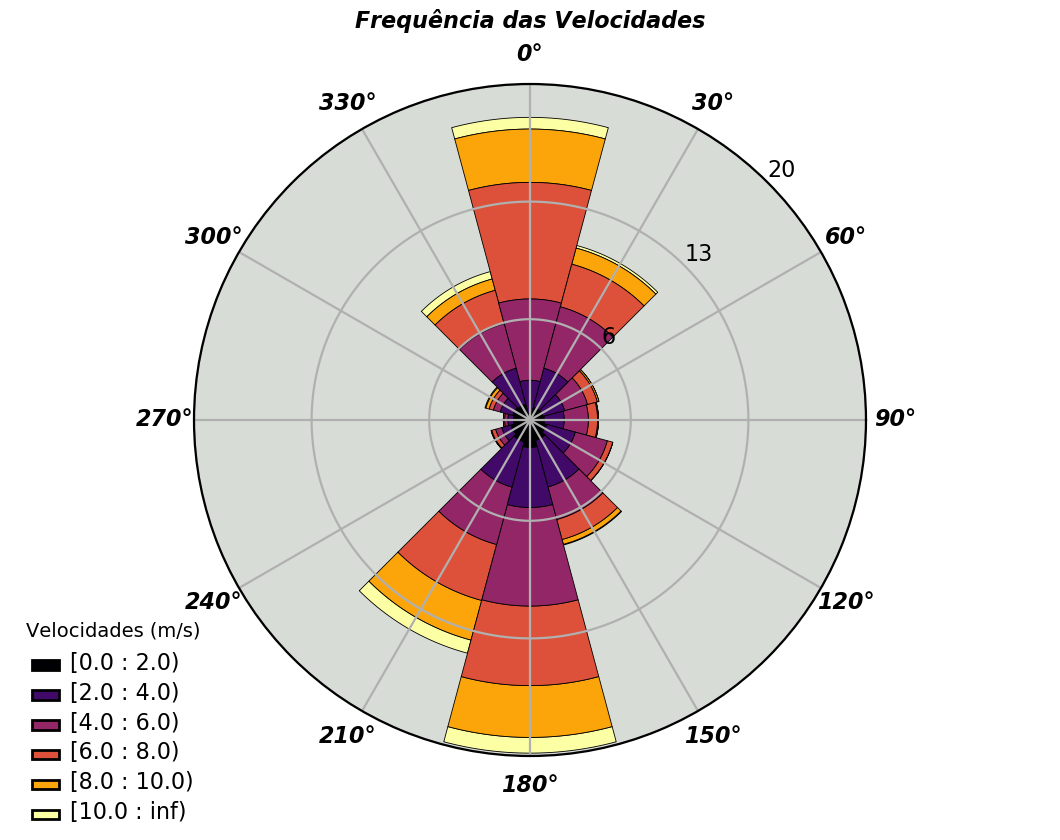 Frequência das Velocidades
0°
330°
30°
20
300°
60°
13
6
270°
90°
240°
120°
210°
150°
180°
Velocidades (m/s)
[0.0 : 2.0)
[2.0 : 4.0)
[4.0 : 6.0)
[6.0 : 8.0)
[8.0 : 10.0)
[10.0 : inf)